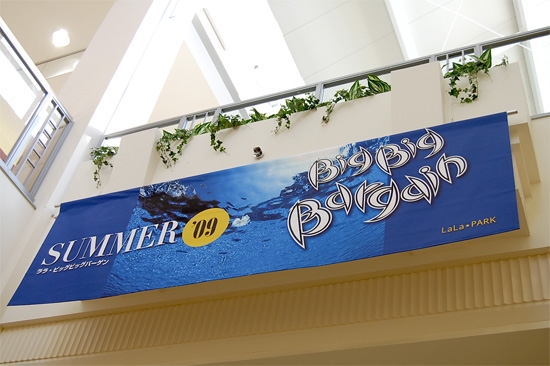 SUMMER '09
ララ・ビッグビッグバーゲン
Big Big
Bargain
LaLa PARK